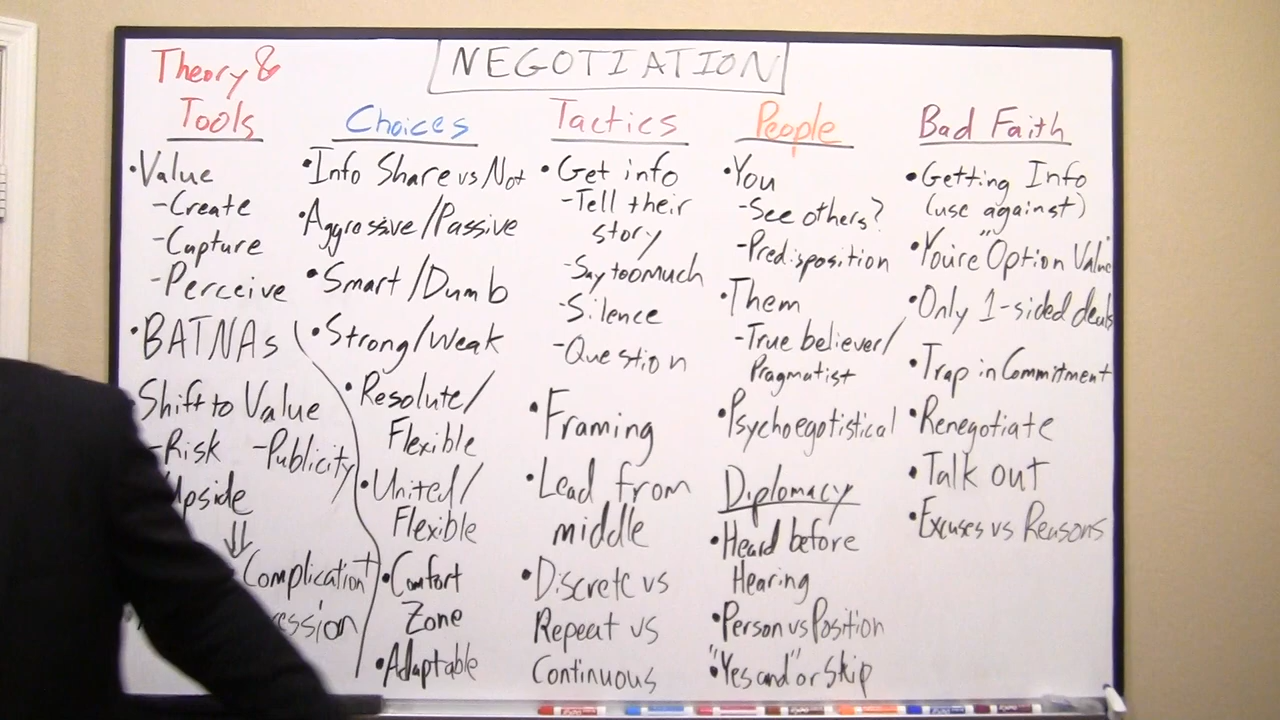 NEGOTIATION
Theory &
Tools
•Value
-Create
-Capture
-Perceive
•BATNAs
Shift to Value
-Risk -Publicity
Upside
Complication
Choices
•Info Share vs Not
•Aggressive/Passive
•Smart/Dumb
•Strong/Weak
•Resolute/
Flexible
•United/
Flexible
•Comfort
Zone
•Adaptable
Tactics
•Get info
-Tell their
story
-Say too much
-Silence
-Question
•Framing
•Lead from
middle
•Discrete vs
Repeat vs
Continuous
People
•You
-See others?
-Predisposition
•Them
-True believer/
Pragmatist
•Psychoegotistical
Diplomacy
•Heard before
Hearing
•Person vs Position
•"Yes and" or Skip
Bad Faith
•Getting Info
(use against)
•You're "Option Value"
•Only 1-sided deals
•Trap in Commitment
•Renegotiate
•Talk out
•Excuses vs Reasons